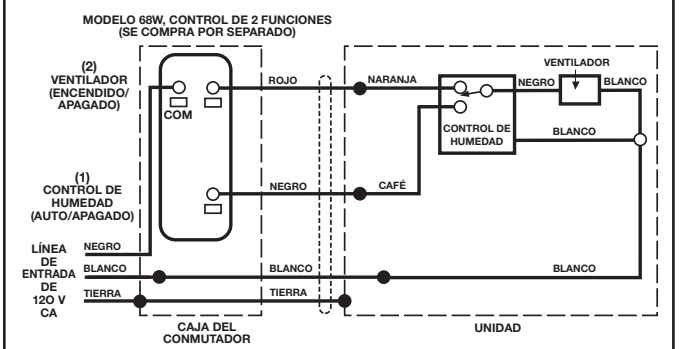 MODELO 68W, CONTROL DE 2 FUNCIONES
(SE COMPRA POR SEPARADO)
(2)
VENTILADOR
(ENCENDIDO/
APAGADO)
COM
ROJO
NARANJA
NEGRO
VENTILADOR
BLANCO
CONTROL DE
HUMEDAD
BLANCO
(1)
CONTROL DE
HUMEDAD
(AUTO/APAGADO)
NEGRO
CAFÉ
LÍNEA
DE
ENTRADA
DE
12O V
CA
NEGRO
BLANCO
BLANCO
BLANCO
TIERRA
TIERRA
CAJA DEL
CONMUTADOR
UNIDAD